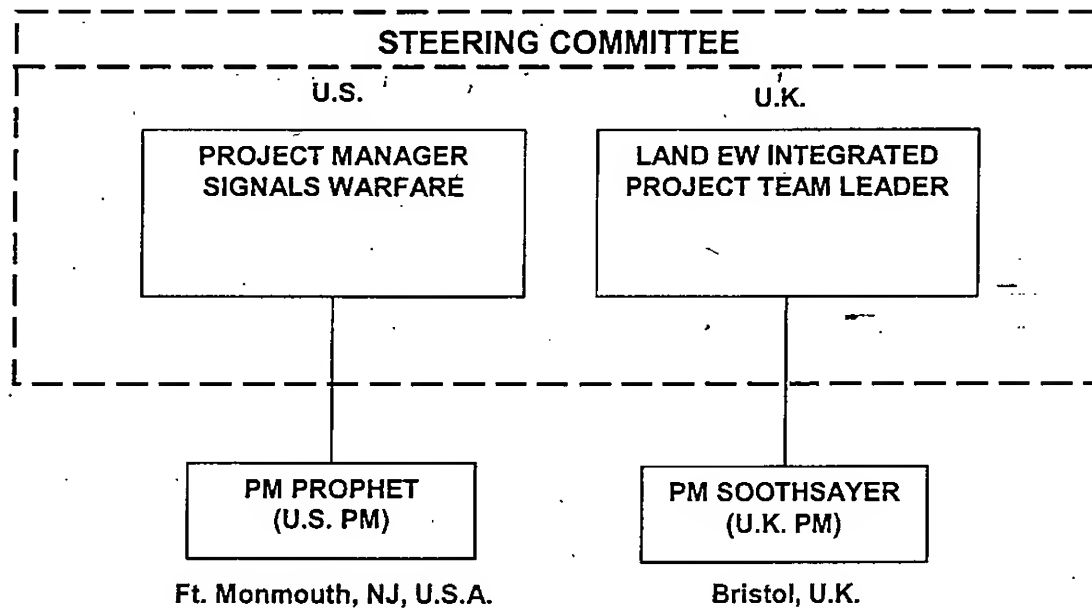 STEERING COMMITTEE
U.S.
U.K.
PROJECT MANAGER
SIGNALS WARFARE
LAND EW INTEGRATED
PROJECT TEAM LEADER
PM PROPHET
(U.S. PM)
PM SOOTHSAYER
(U.K. PM)
Ft. Monmouth, NJ, U.S.A.
Bristol, U.K.